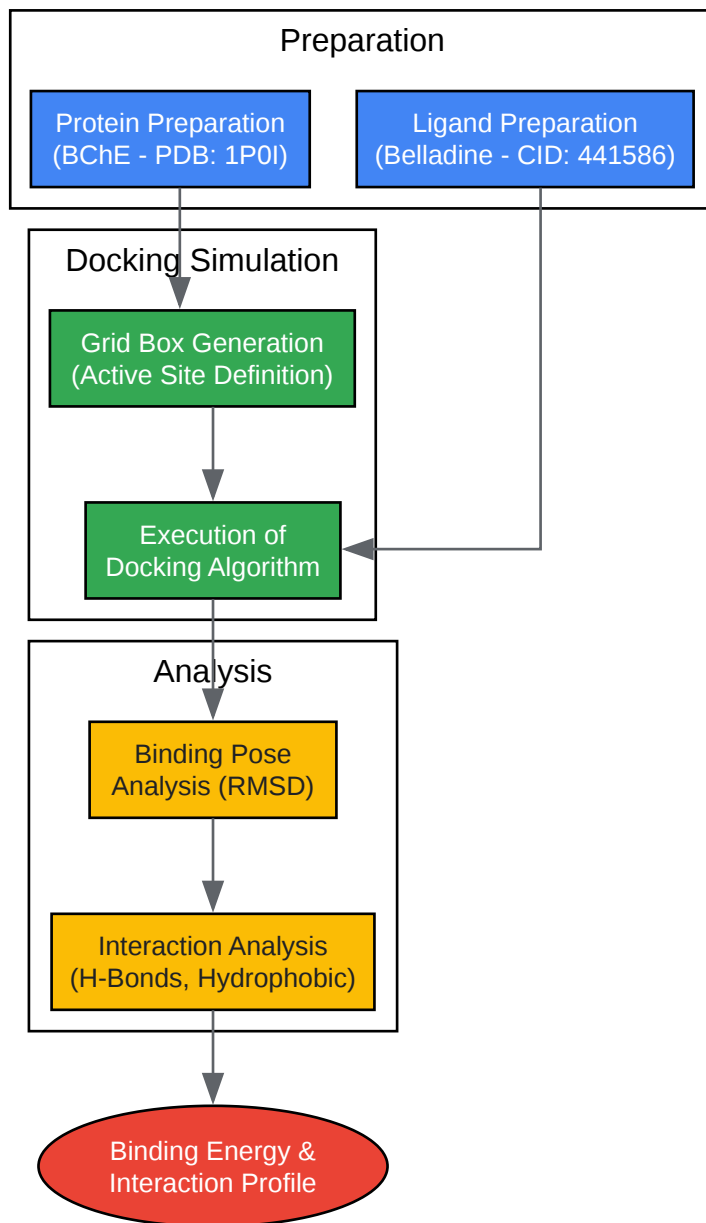 Preparation
Protein Preparation
(BChE - PDB: 1P0I)
Ligand Preparation
(Belladine - CID: 441586)
Docking Simulation
Grid Box Generation
(Active Site Definition)
Execution of
Docking Algorithm
Analysis
Binding Pose
Analysis (RMSD)
Interaction Analysis
(H-Bonds, Hydrophobic)
Binding Energy &
Interaction Profile